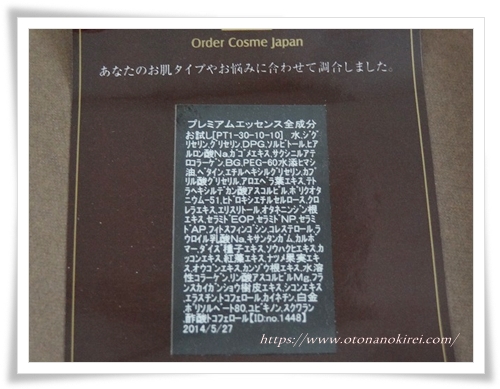 Order Cosme Japan
あなたのお肌タイプやお悩みに合わせて調合しました。
プレミアムエッセンス全成分
お試し[PT1-30-10-10] 水、ジグ
リセリン、グリセリン、DPG、ソルビトール、ヒア
ルロン酸Na、カゴメエキス、サクシニルアテ
ロコラーゲン、BG、PEG-60水添ヒマシ
油、ベタイン、エチルヘキシルグリセリン、カプ
リル酸グリセリル、アロエベラ葉エキス、テト
ラヘキシルデカン酸アスコルビル、ポリクオタ
ニウム-51、ヒドロキシエチルセルロース、クロ
レラエキス、エリスリトール、オタネニンジン根
エキス、セラミドEOP、セラミドNP、セラミ
ドAP、フィトスフィンゴシン、コレステロール、ラ
ウロイル乳酸Na、キサンタンガム、カルボ
マー、ダイズ種子エキス、ソウハクヒエキス、カ
ッコンエキス、紅藻エキス、ナツメ果実エ
キス、オウゴンエキス、カンゾウ根エキス、水溶
性コラーゲン、リン酸アスコルビルMg、フラ
ンスカイガンショウ樹皮エキス、シコンエキス、
エラスチン、トコフェロール、カイネチン、白金、
ポリソルベート80、ユビキノン、スクワラン、
酢酸トコフェロール [ID:no.1448]
2014/5/27
https://www.otonanokirei.com/